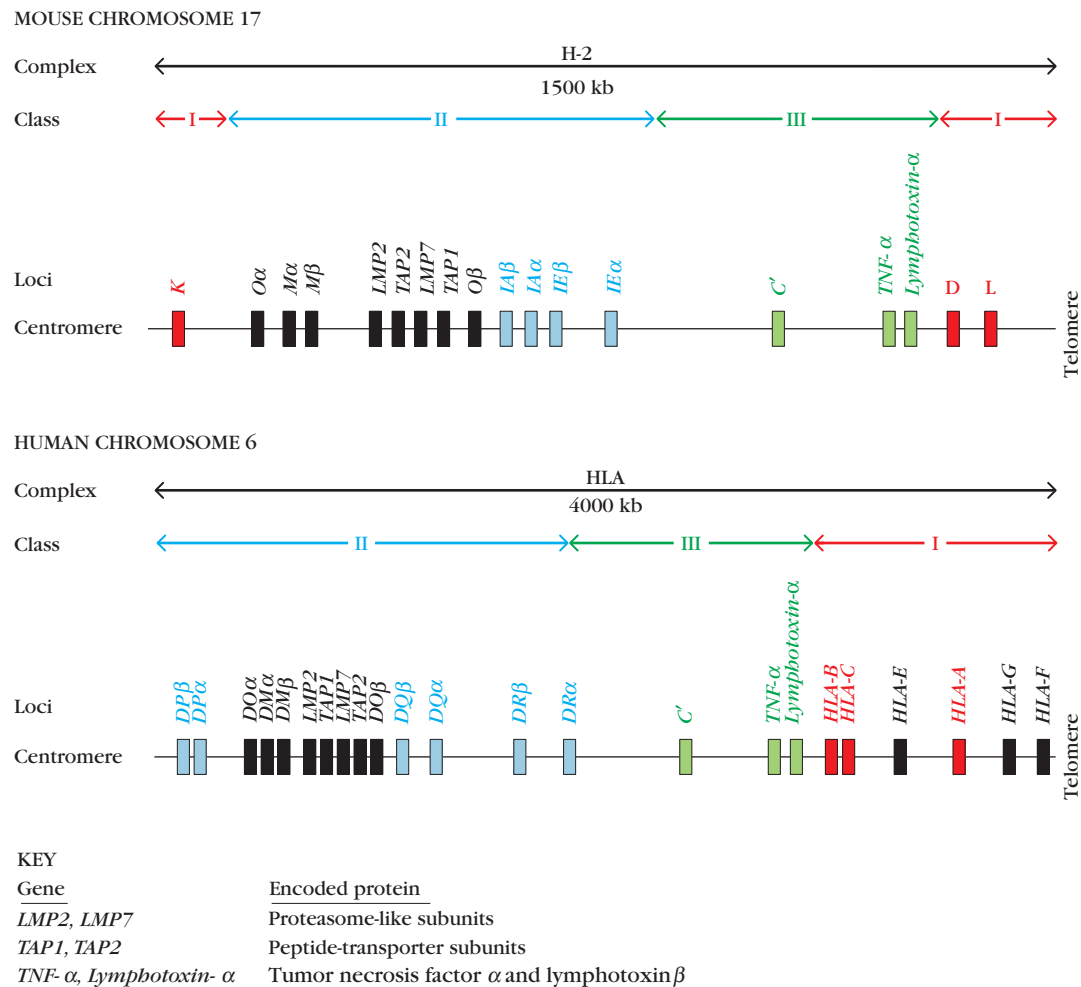 MOUSE CHROMOSOME 17
Complex H-2
1500 kb
Class I II III I
Loci K Oα Mα Mβ LMP2 TAP2 LMP7 TAP1 Oβ IAβ IAα IEβ IEα C' TNF-α Lymphotoxin-α D L
Centromere Telomere
HUMAN CHROMOSOME 6
Complex HLA
4000 kb
Class II III I
Loci DPβ DPα DOα DMα DMβ LMP2 TAP1 LMP7 TAP2 DOβ DQβ DQα DRβ DRα C' TNF-α Lymphotoxin-α HLA-B HLA-C HLA-E HLA-A HLA-G HLA-F
Centromere Telomere
KEY
Gene Encoded protein
LMP2, LMP7 Proteasome-like subunits
TAP1, TAP2 Peptide-transporter subunits
TNF- α, Lymphotoxin- α Tumor necrosis factor α and lymphotoxin β